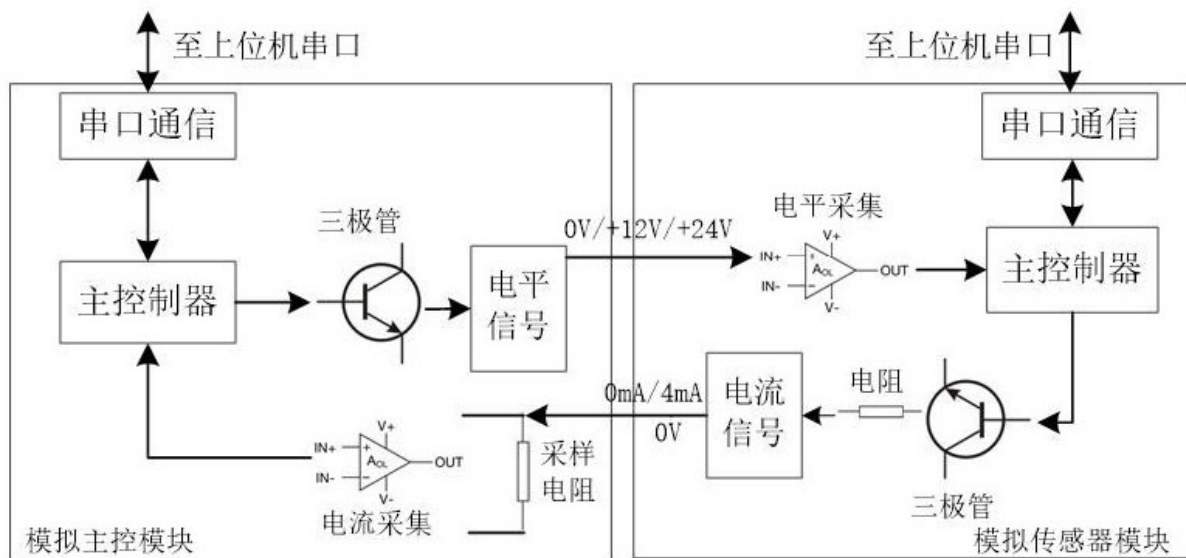 至上位机串口
串口通信
主控制器
三极管
电平
信号
0V/+12V/+24V
IN+
IN-
V+
+
-
AOL
V-
OUT
电流采集
采样
电阻
模拟主控模块
至上位机串口
串口通信
电平采集
IN+
IN-
V+
+
-
AOL
V-
OUT
主控制器
0mA/4mA
0V
电流
信号
电阻
三极管
模拟传感器模块